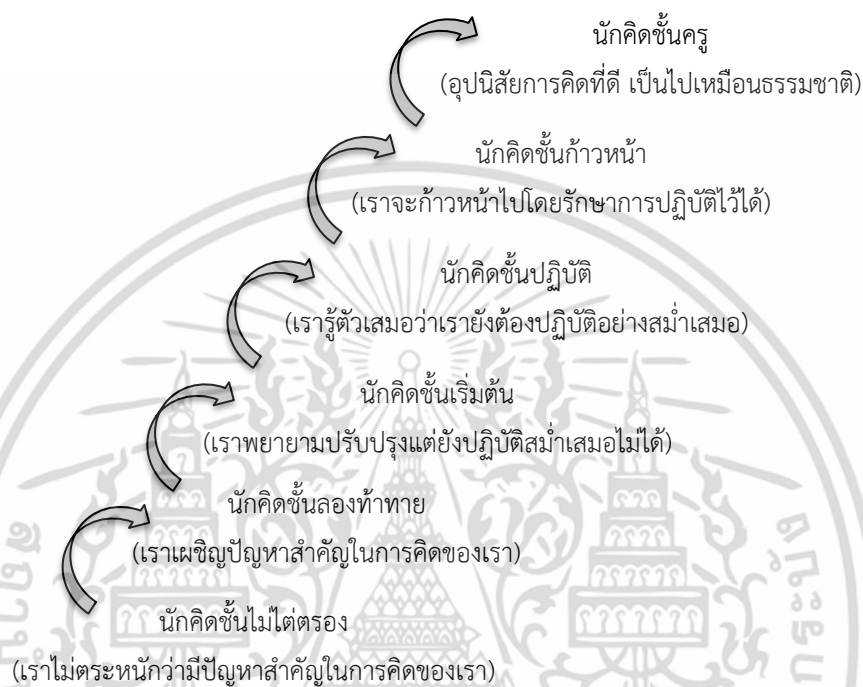 นักคิดชั้นครู
(อุปนิสัยการคิดที่ดี เป็นไปเหมือนธรรมชาติ)
นักคิดชั้นก้าวหน้า
(เราจะก้าวหน้าไปโดยรักษาการปฏิบัติไว้ได้)
นักคิดชั้นปฏิบัติ
(เรารู้ตัวเสมอว่าเรายังต้องปฏิบัติอย่างสม่ำเสมอ)
นักคิดชั้นเริ่มต้น
(เราพยายามปรับปรุงแต่ยังปฏิบัติสม่ำเสมอไม่ได้)
นักคิดชั้นลองท้าทาย
(เราเผชิญปัญหาสำคัญในการคิดของเรา)
นักคิดชั้นไม่ไต่ตรอง
(เราไม่ตระหนักว่ามีปัญหาสำคัญในการคิดของเรา)